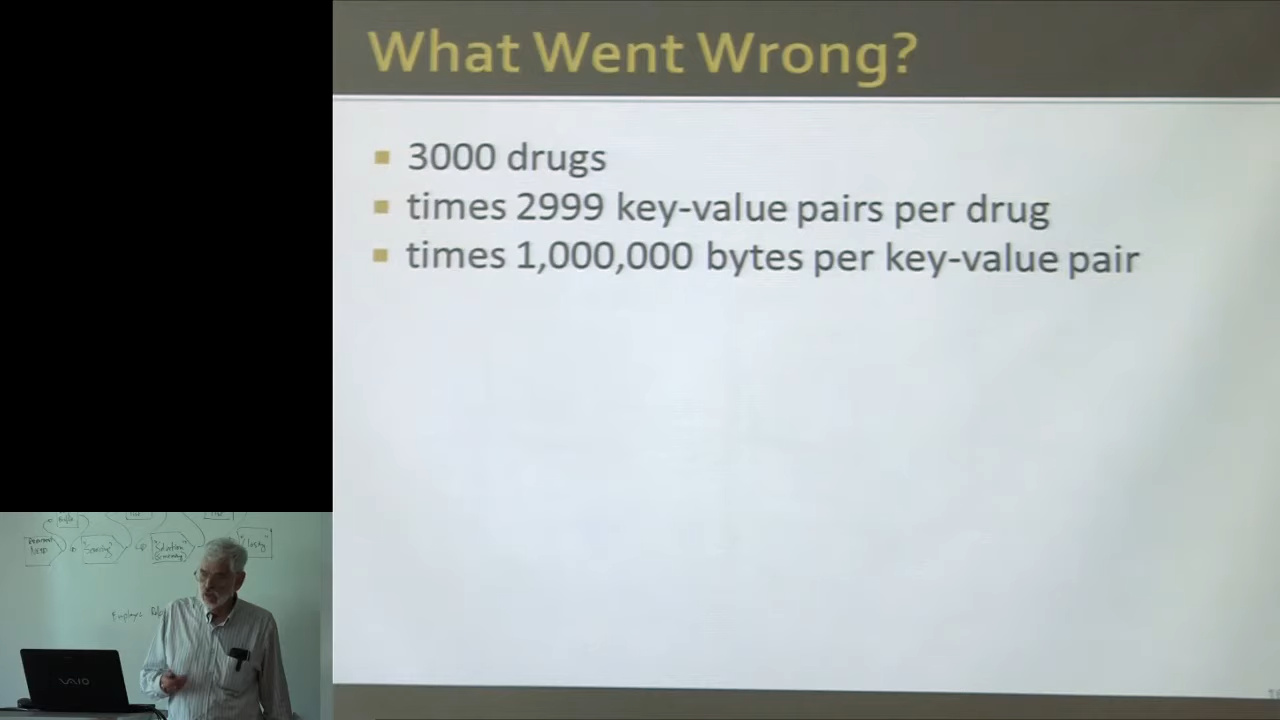 What Went Wrong?
3000 drugs
times 2999 key-value pairs per drug
times 1,000,000 bytes per key-value pair
VAIO